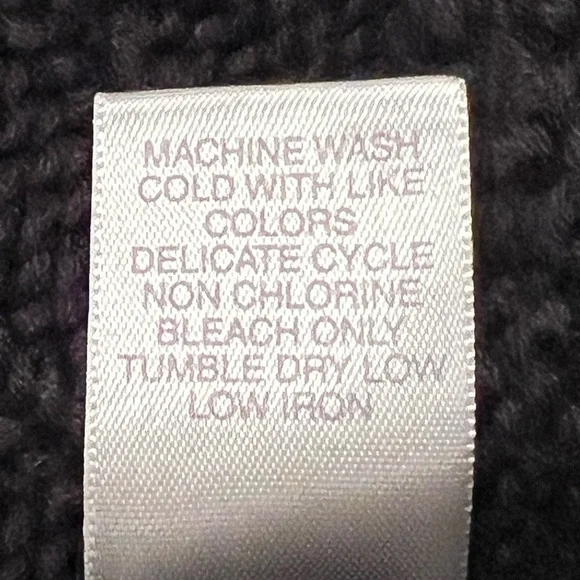 MACHINE WASH
COLD WITH LIKE
COLORS
DELICATE CYCLE
NON CHLORINE
BLEACH ONLY
TUMBLE DRY LOW
LOW IRON